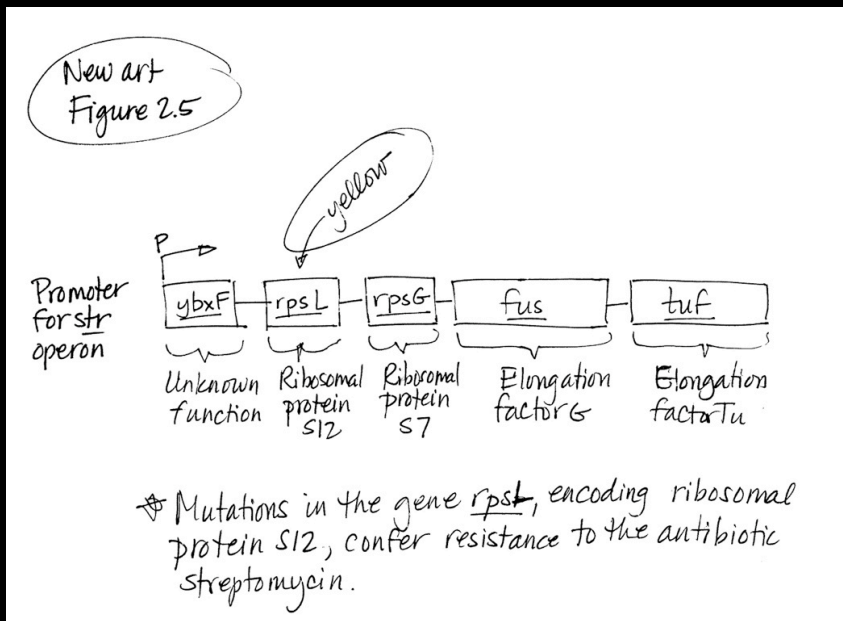 New art
Figure 2.5
yellow
P
Promoter
for str
operon
ybxF rpsL rpsG fus tuf
Unknown
function
Ribosomal
protein
S12
Ribosomal
protein
S7
Elongation
factor G
Elongation
factor Tu
Mutations in the gene rpsL, encoding ribosomal
protein S12, confer resistance to the antibiotic
streptomycin.